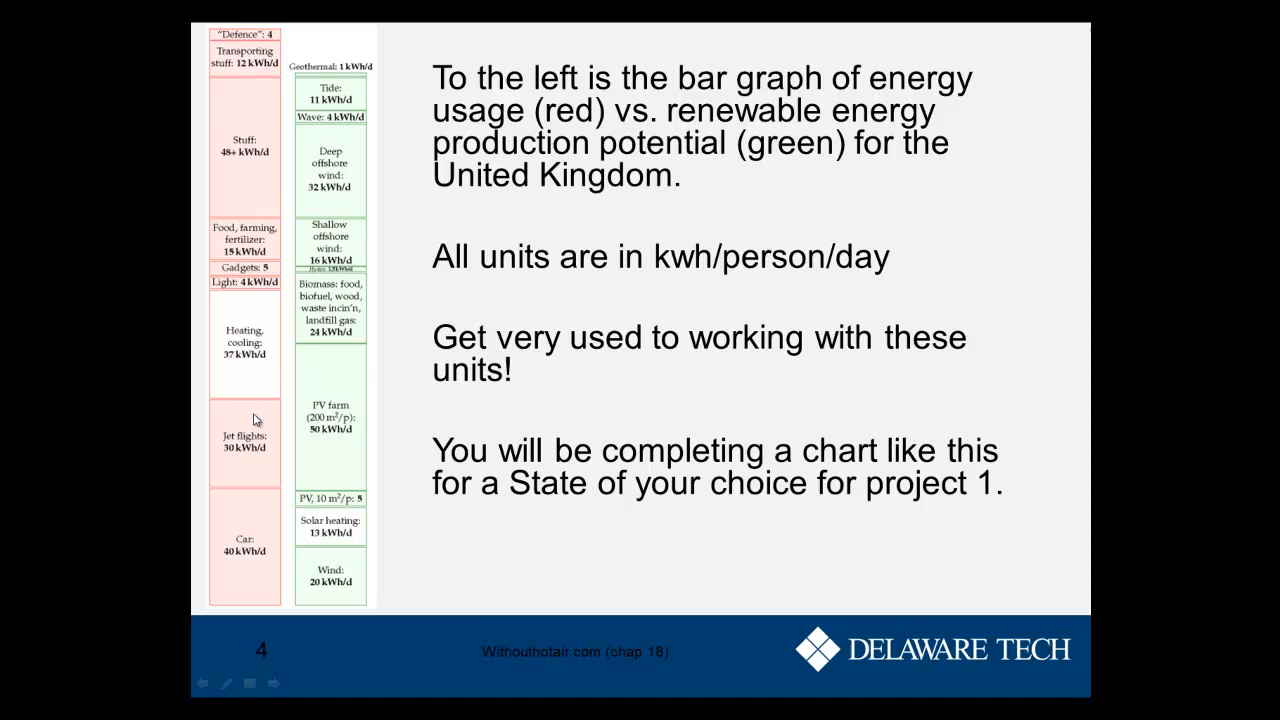 “Defence”: 4
Transporting
stuff: 12 kWh/d
Stuff:
48+ kWh/d
Food, farming,
fertilizer:
15 kWh/d
Gadgets: 5
Light: 4 kWh/d
Heating,
cooling:
37 kWh/d
Jet flights:
30 kWh/d
Car:
40 kWh/d
Geothermal: 1 kWh/d
Tide:
11 kWh/d
Wave: 4 kWh/d
Deep
offshore
wind:
32 kWh/d
Shallow
offshore
wind:
16 kWh/d
Hydro: 1.5 kWh/d
Biomass: food,
biofuel, wood,
waste incin’n,
landfill gas:
24 kWh/d
PV farm
(200 m²/p):
50 kWh/d
PV, 10 m²/p: 5
Solar heating:
13 kWh/d
Wind:
20 kWh/d
To the left is the bar graph of energy
usage (red) vs. renewable energy
production potential (green) for the
United Kingdom.
All units are in kwh/person/day
Get very used to working with these
units!
You will be completing a chart like this
for a State of your choice for project 1.
4
Withouthotair.com (chap 18)
DELAWARE TECH